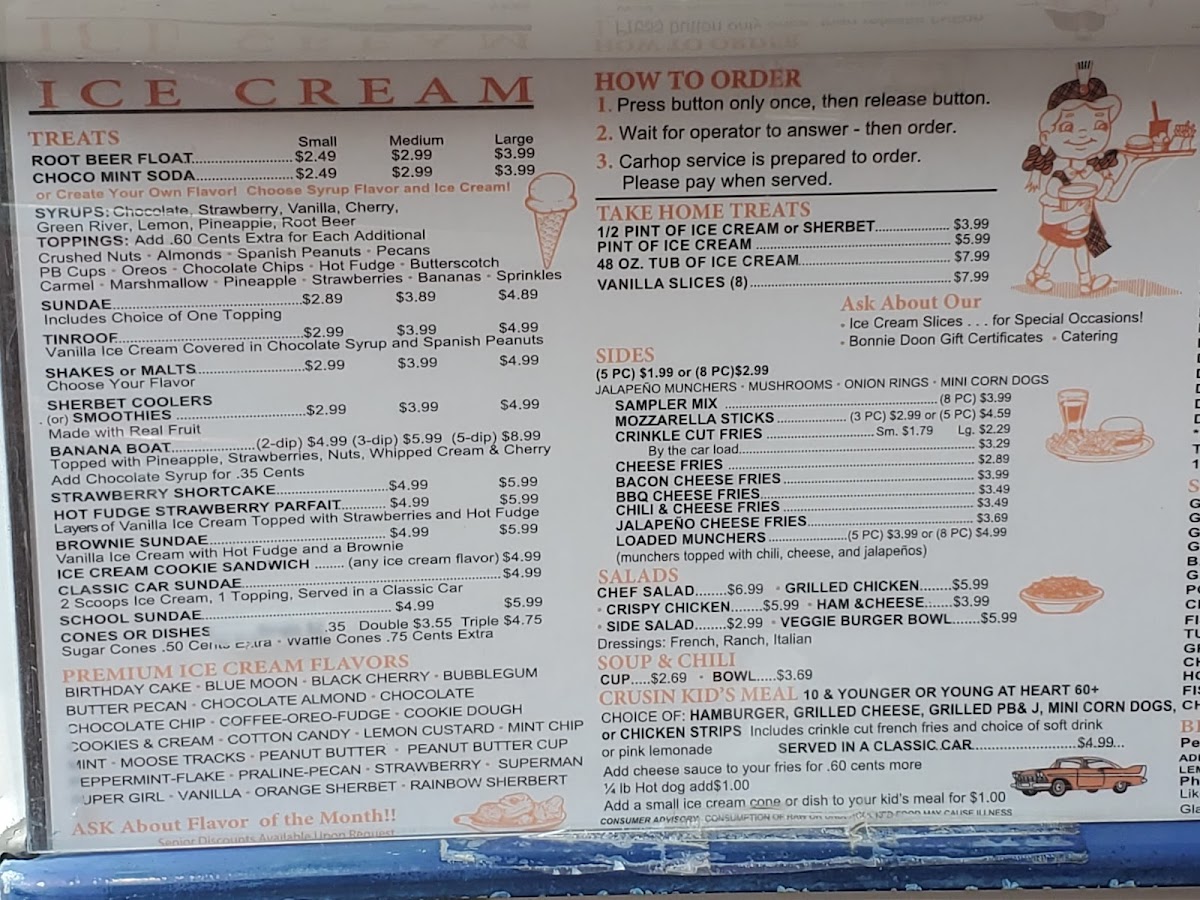 ICE CREAM
TREATS Small Medium Large
ROOT BEER FLOAT $2.49 $2.99 $3.99
CHOCO MINT SODA $2.49 $2.99 $3.99
or Create Your Own Flavor! Choose Syrup Flavor and Ice Cream!
SYRUPS: Chocolate, Strawberry, Vanilla, Cherry,
Green River, Lemon, Pineapple, Root Beer
TOPPINGS: Add .60 Cents Extra for Each Additional
Crushed Nuts • Almonds • Spanish Peanuts • Pecans
PB Cups • Oreos • Chocolate Chips • Hot Fudge • Butterscotch
Carmel • Marshmallow • Pineapple • Strawberries • Bananas • Sprinkles
SUNDAE $2.89 $3.89 $4.89
Includes Choice of One Topping
TINROOF $2.99 $3.99 $4.99
Vanilla Ice Cream Covered in Chocolate Syrup and Spanish Peanuts
SHAKES or MALTS $2.99 $3.99 $4.99
Choose Your Flavor
SHERBET COOLERS
(or) SMOOTHIES $2.99 $3.99 $4.99
Made with Real Fruit
BANANA BOAT (2-dip) $4.99 (3-dip) $5.99 (5-dip) $8.99
Topped with Pineapple, Strawberries, Nuts, Whipped Cream & Cherry
Add Chocolate Syrup for .35 Cents
STRAWBERRY SHORTCAKE $4.99 $5.99
HOT FUDGE STRAWBERRY PARFAIT $4.99 $5.99
Layers of Vanilla Ice Cream Topped with Strawberries and Hot Fudge
BROWNIE SUNDAE $4.99 $5.99
Vanilla Ice Cream with Hot Fudge and a Brownie
ICE CREAM COOKIE SANDWICH (any ice cream flavor) $4.99
CLASSIC CAR SUNDAE $4.99
2 Scoops Ice Cream, 1 Topping, Served in a Classic Car
SCHOOL SUNDAE $4.99 $5.99
CONES OR DISHES .35 Double $3.55 Triple $4.75
Sugar Cones .50 Cents Extra • Waffle Cones .75 Cents Extra
PREMIUM ICE CREAM FLAVORS
BIRTHDAY CAKE • BLUE MOON • BLACK CHERRY • BUBBLEGUM
BUTTER PECAN • CHOCOLATE ALMOND • CHOCOLATE
CHOCOLATE CHIP • COFFEE-OREO-FUDGE • COOKIE DOUGH
COOKIES & CREAM • COTTON CANDY • LEMON CUSTARD • MINT CHIP
MINT • MOOSE TRACKS • PEANUT BUTTER • PEANUT BUTTER CUP
EPPERMINT-FLAKE • PRALINE-PECAN • STRAWBERRY • SUPERMAN
UPER GIRL • VANILLA • ORANGE SHERBET • RAINBOW SHERBERT
ASK About Flavor of the Month!!
Senior Discounts Available Upon Request
HOW TO ORDER
1. Press button only once, then release button.
2. Wait for operator to answer - then order.
3. Carhop service is prepared to order.
Please pay when served.
TAKE HOME TREATS
1/2 PINT OF ICE CREAM or SHERBET $3.99
PINT OF ICE CREAM $5.99
48 OZ. TUB OF ICE CREAM $7.99
VANILLA SLICES (8) $7.99
Ask About Our
• Ice Cream Slices . . . for Special Occasions!
• Bonnie Doon Gift Certificates • Catering
SIDES
(5 PC) $1.99 or (8 PC)$2.99
JALAPEÑO MUNCHERS • MUSHROOMS • ONION RINGS • MINI CORN DOGS
SAMPLER MIX (8 PC) $3.99
MOZZARELLA STICKS (3 PC) $2.99 or (5 PC) $4.59
CRINKLE CUT FRIES Sm. $1.79 Lg. $2.29
By the car load $3.29
CHEESE FRIES $2.89
BACON CHEESE FRIES $3.99
BBQ CHEESE FRIES $3.49
CHILI & CHEESE FRIES $3.49
JALAPEÑO CHEESE FRIES $3.69
LOADED MUNCHERS (5 PC) $3.99 or (8 PC) $4.99
(munchers topped with chili, cheese, and jalapeños)
SALADS
CHEF SALAD $6.99 • GRILLED CHICKEN $5.99
• CRISPY CHICKEN $5.99 • HAM &CHEESE $3.99
• SIDE SALAD $2.99 • VEGGIE BURGER BOWL $5.99
Dressings: French, Ranch, Italian
SOUP & CHILI
CUP $2.69 • BOWL $3.69
CRUSIN KID'S MEAL 10 & YOUNGER OR YOUNG AT HEART 60+
CHOICE OF: HAMBURGER, GRILLED CHEESE, GRILLED PB& J, MINI CORN DOGS,
or CHICKEN STRIPS Includes crinkle cut french fries and choice of soft drink
or pink lemonade SERVED IN A CLASSIC CAR $4.99
Add cheese sauce to your fries for .60 cents more
¼ lb Hot dog add$1.00
Add a small ice cream cone or dish to your kid's meal for $1.00
CONSUMER ADVISORY: CONSUMPTION OF RAW OR FOOD MAY CAUSE ILLNESS